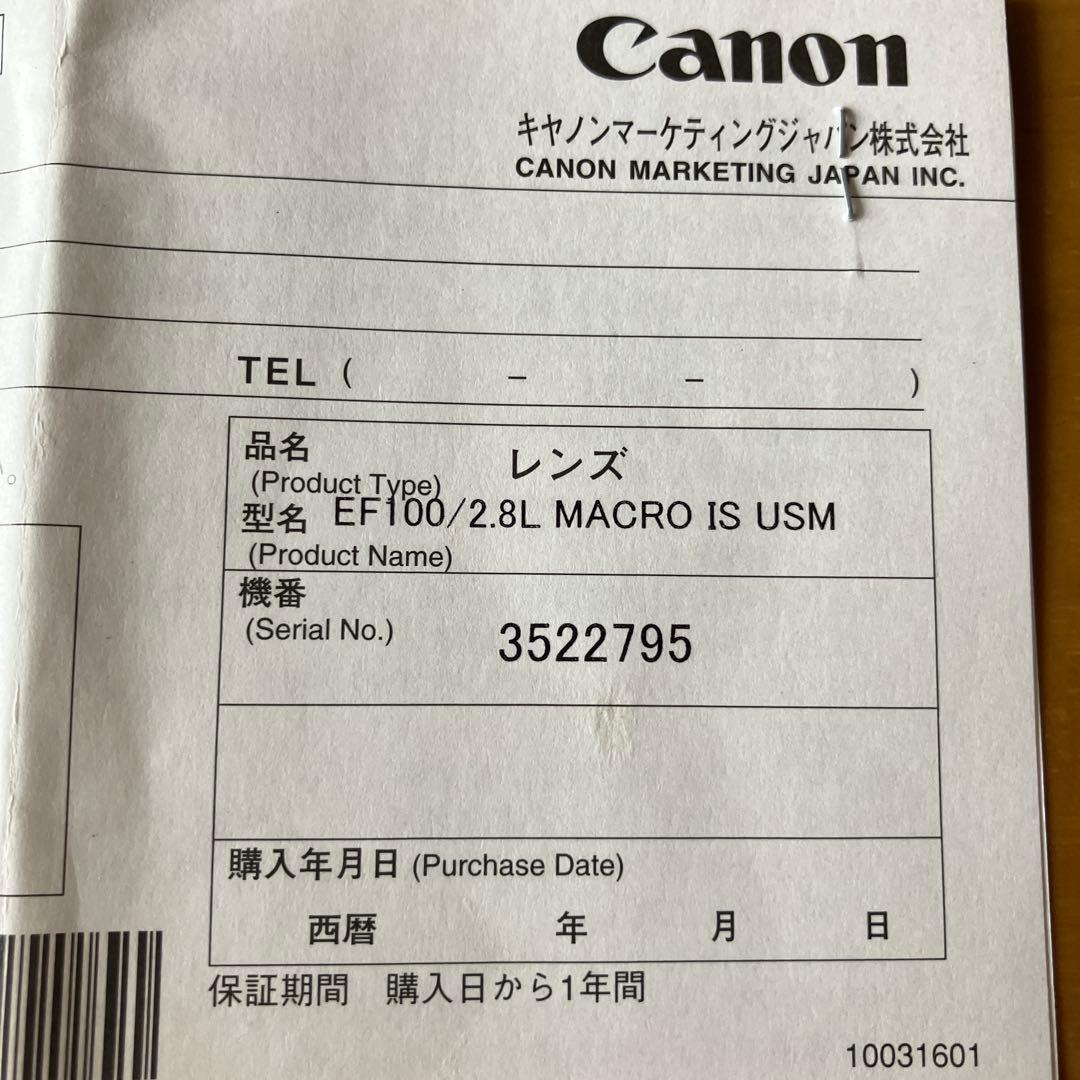 Canon
キヤノンマーケティングジャパン株式会社
CANON MARKETING JAPAN INC.
TEL ( – – )
品名 レンズ
(Product Type)
型名 EF100/2.8L MACRO IS USM
(Product Name)
機番
(Serial No.) 3522795
購入年月日 (Purchase Date)
西暦 年 月 日
保証期間 購入日から1年間
10031601